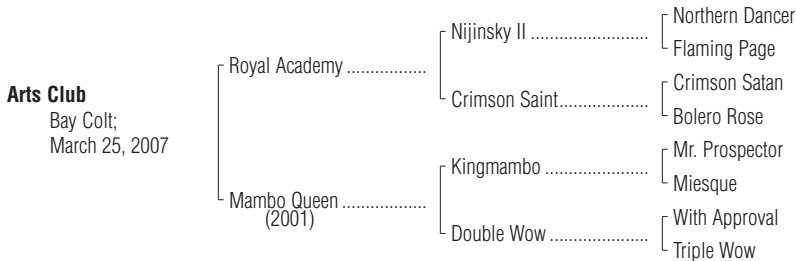 Arts Club
Bay Colt;
March 25, 2007
Royal Academy .................
Mambo Queen ..................
(2001)
Nijinsky II .........................
Crimson Saint...................
Kingmambo ......................
Double Wow .....................
Northern Dancer
Flaming Page
Crimson Satan
Bolero Rose
Mr. Prospector
Miesque
With Approval
Triple Wow